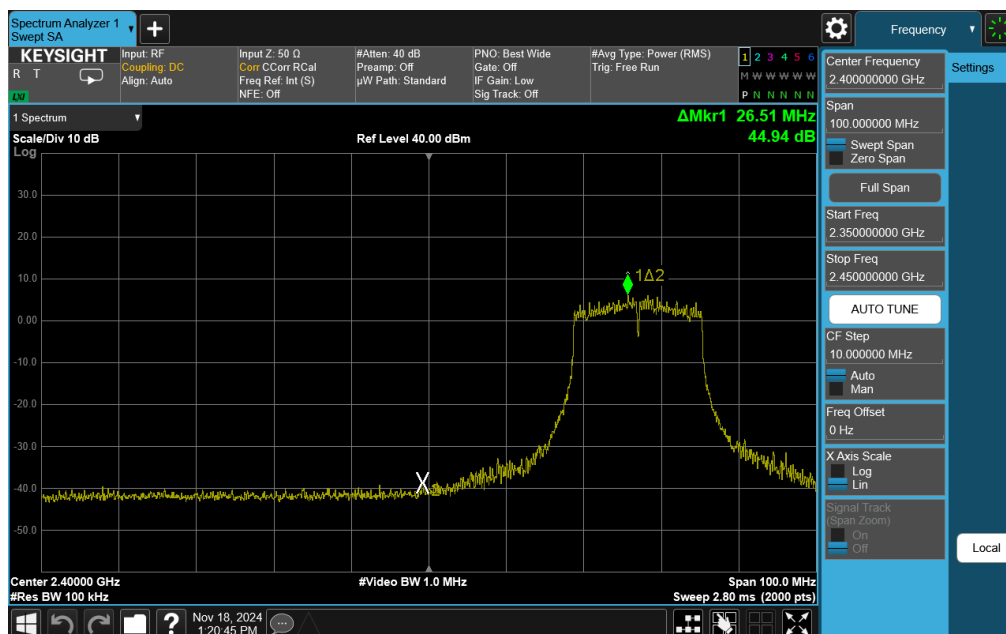 Spectrum Analyzer 1
Swept SA
+
Frequency
KEYSIGHT
R T
LXI
Input: RF
Coupling: DC
Align: Auto
Input Z: 50 Ω
Corr CCorr RCal
Freq Ref: Int (S)
NFE: Off
#Atten: 40 dB
Preamp: Off
µW Path: Standard
PNO: Best Wide
Gate: Off
IF Gain: Low
Sig Track: Off
#Avg Type: Power (RMS)
Trig: Free Run
1 2 3 4 5 6
M W W W W W
P N N N N N
1 Spectrum
Scale/Div 10 dB
Ref Level 40.00 dBm
ΔMkr1 26.51 MHz
44.94 dB
Log
30.0
20.0
10.0
0.00
-10.0
-20.0
-30.0
-40.0
-50.0
1Δ2
X2
Center 2.40000 GHz
#Video BW 1.0 MHz
Span 100.0 MHz
#Res BW 100 kHz
Sweep 2.80 ms (2000 pts)
Center Frequency
2.400000000 GHz
Settings
Span
100.000000 MHz
Swept Span
Zero Span
Full Span
Start Freq
2.350000000 GHz
Stop Freq
2.450000000 GHz
AUTO TUNE
CF Step
10.000000 MHz
Auto
Man
Freq Offset
0 Hz
X Axis Scale
Log
Lin
Signal Track
(Span Zoom)
On
Off
Local
?
Nov 18, 2024
1:20:45 PM